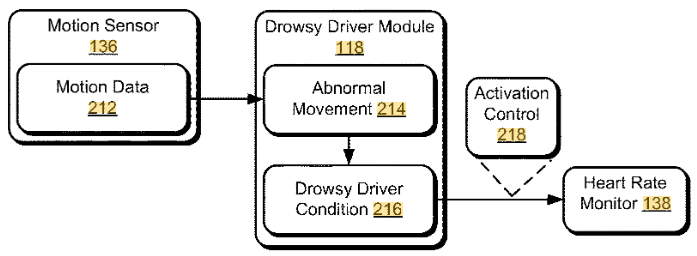 Motion Sensor
136
Motion Data
212
Drowsy Driver Module
118
Abnormal
Movement 214
Drowsy Driver
Condition 216
Activation
Control
218
Heart Rate
Monitor 138